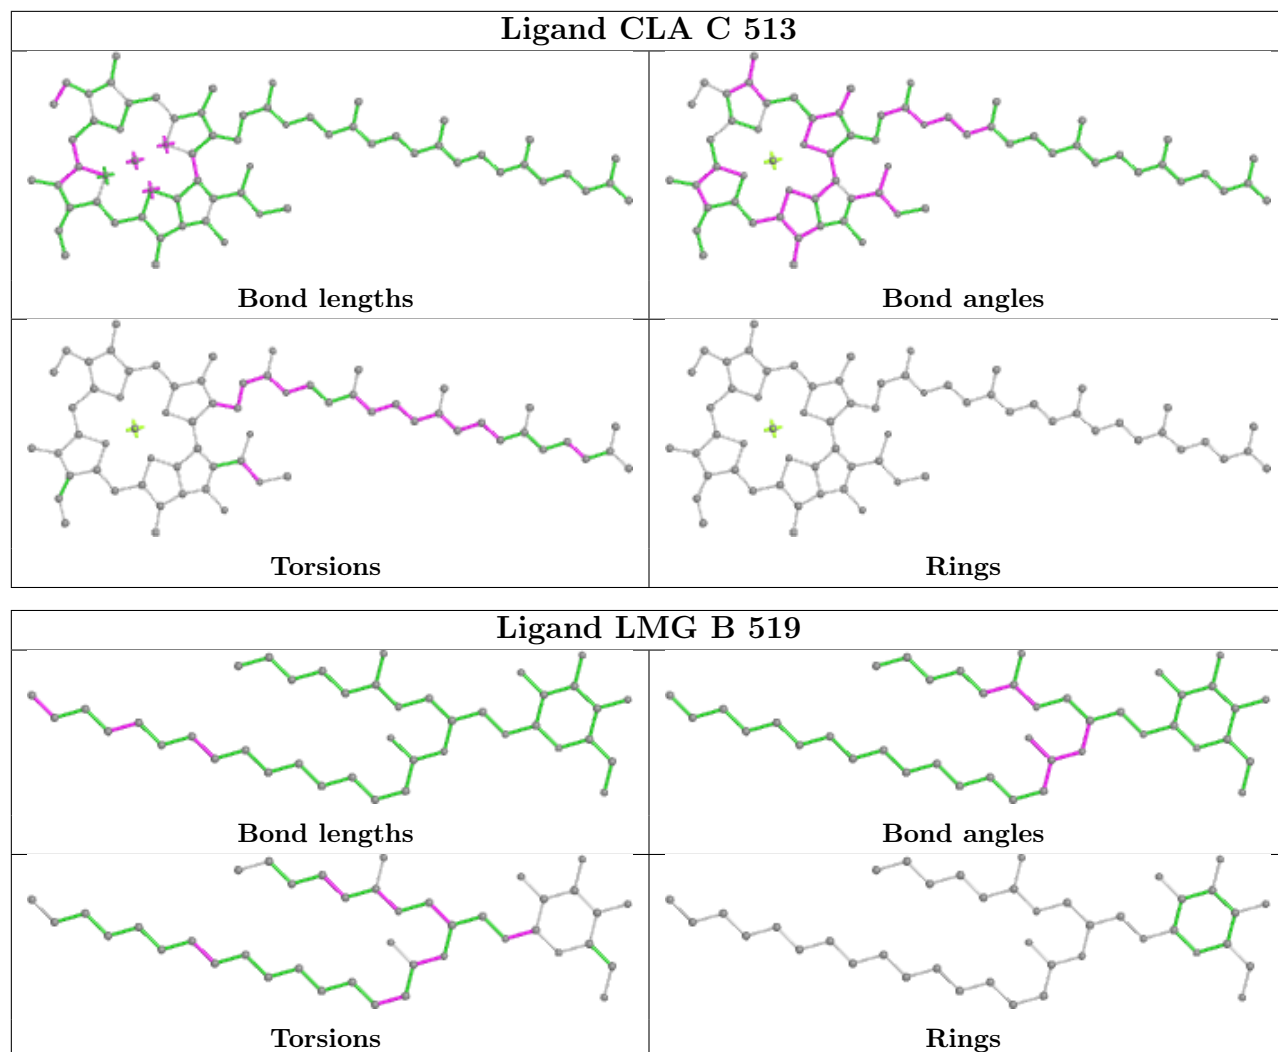 Ligand CLA C 513
Bond lengths
Bond angles
Torsions
Rings
Ligand LMG B 519
Bond lengths
Bond angles
Torsions
Rings